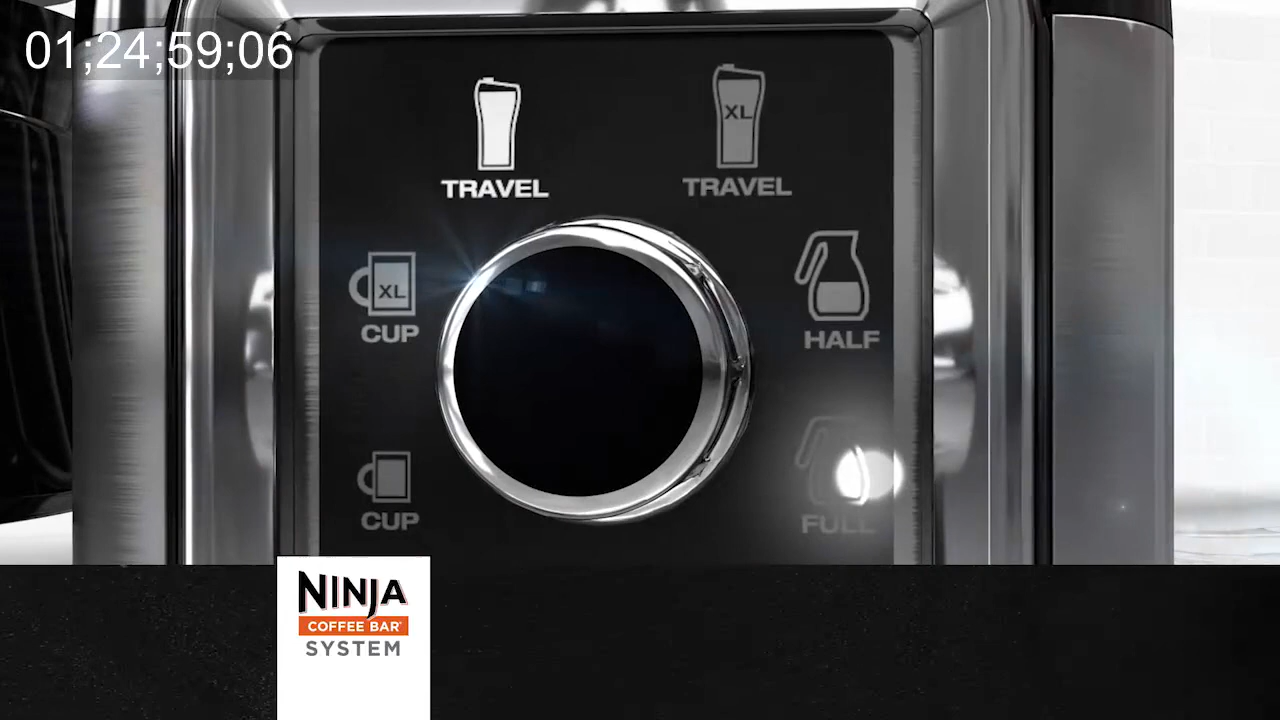 01;24;59;06
XL
TRAVEL
TRAVEL
XL
CUP
HALF
CUP
FULL
NINJA
COFFEE BAR
SYSTEM